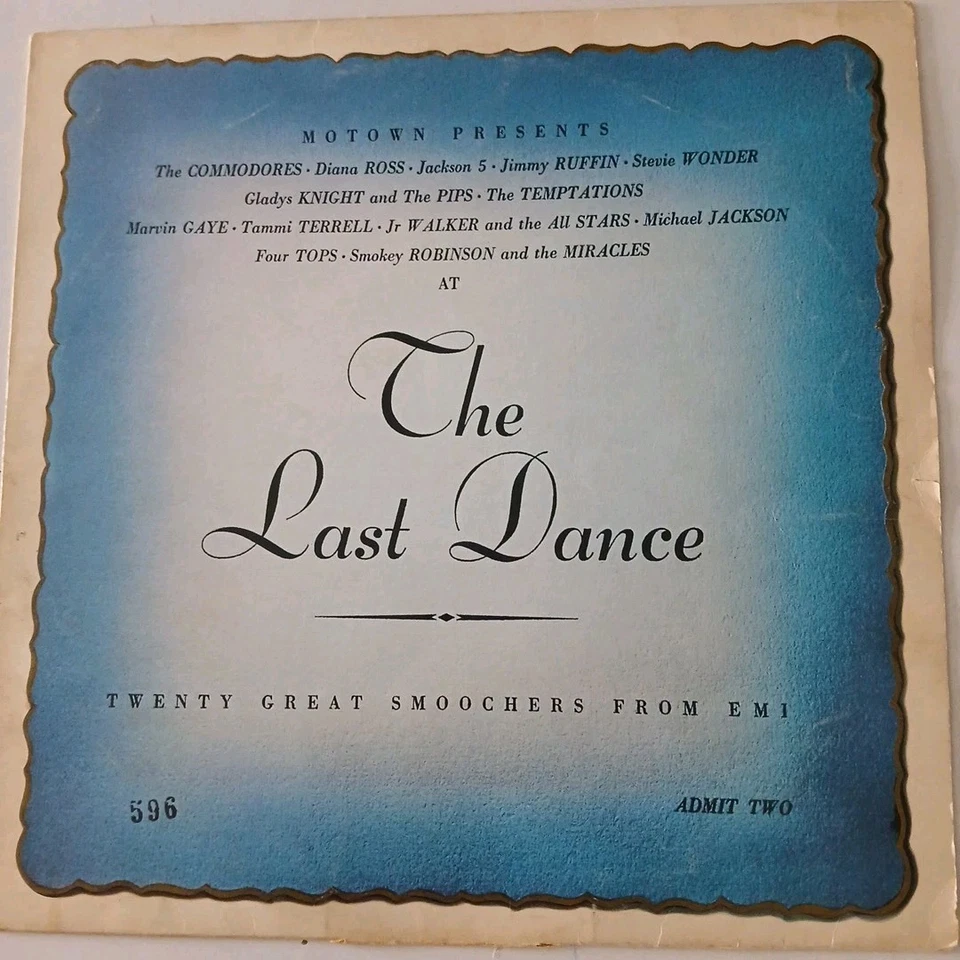 MOTOWN PRESENTS
The COMMODORES · Diana ROSS · Jackson 5 · Jimmy RUFFIN · Stevie WONDER
Gladys KNIGHT and The PIPS · The TEMPTATIONS
Marvin GAYE · Tammi TERRELL · Jr WALKER and the All STARS · Michael JACKSON
Four TOPS · Smokey ROBINSON and the MIRACLES
AT
The
Last Dance
TWENTY GREAT SMOOCHERS FROM EMI
596
ADMIT TWO